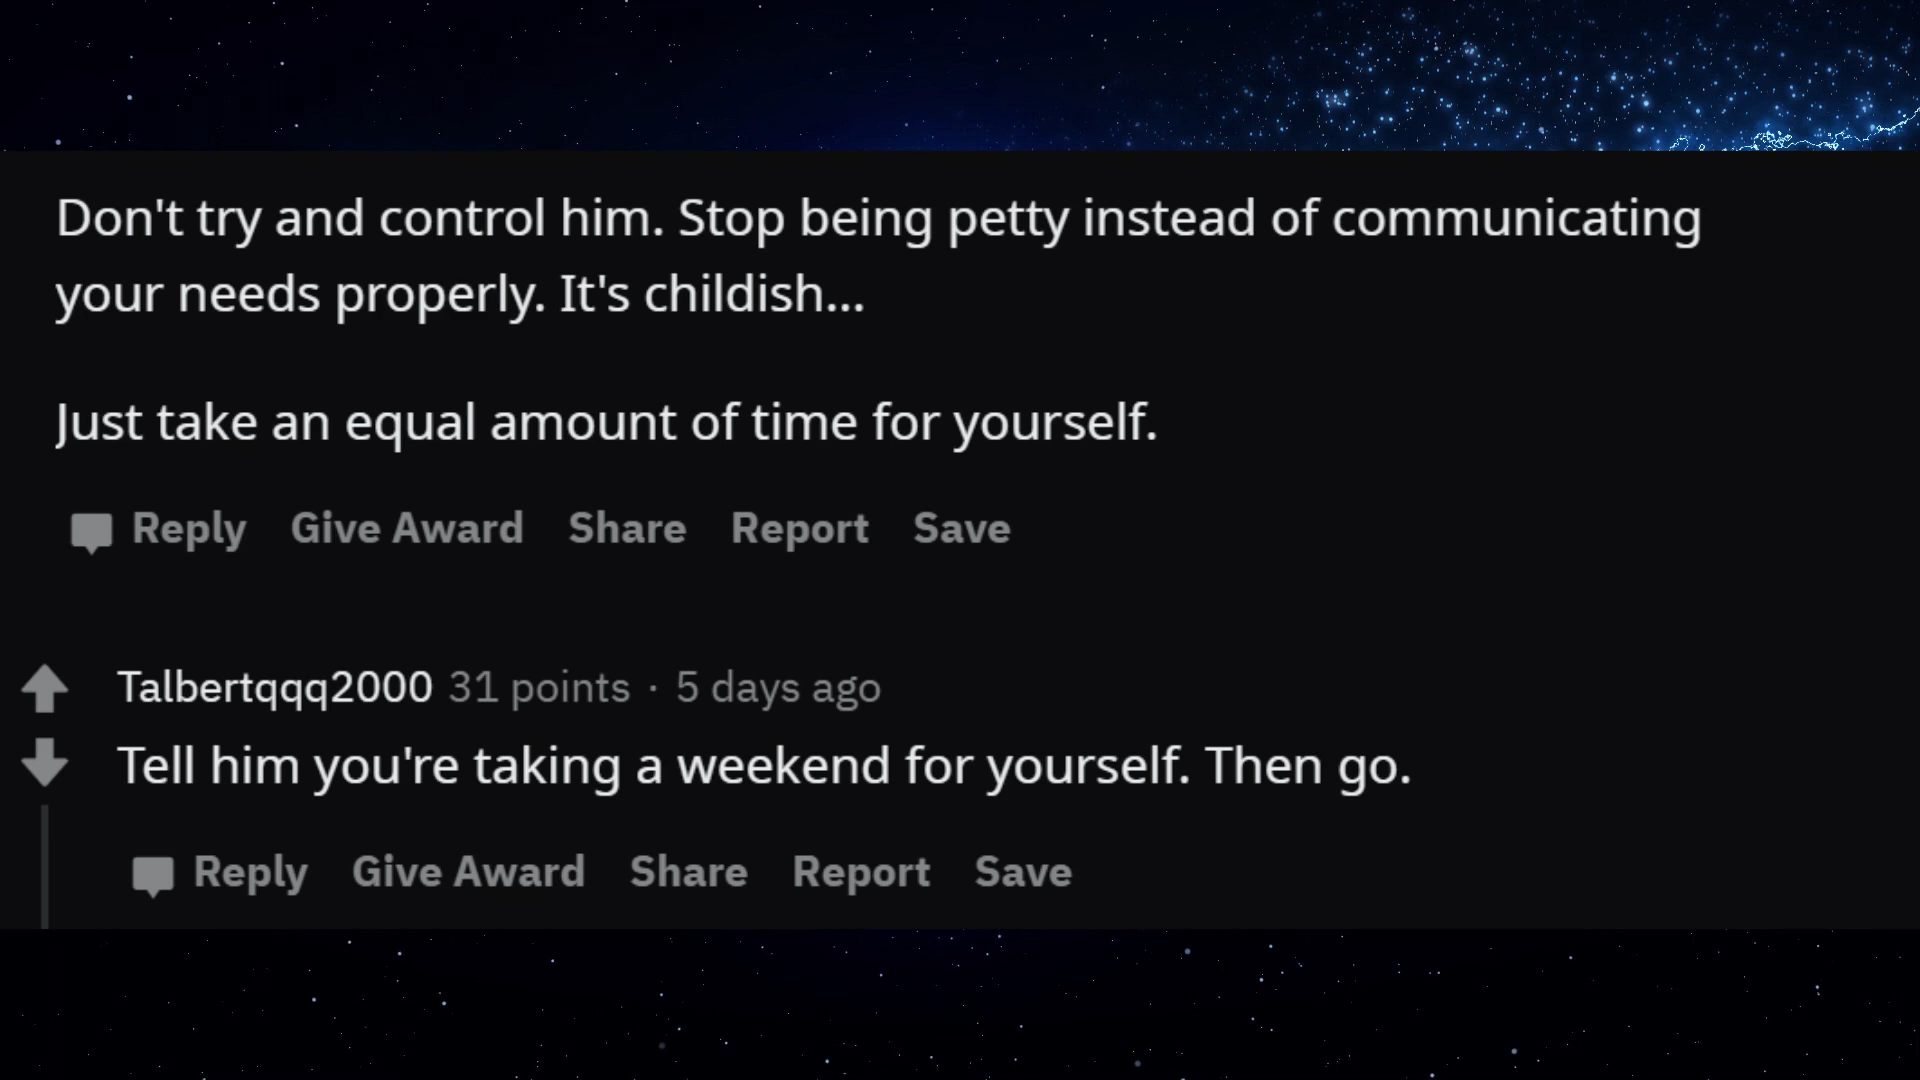 Don't try and control him. Stop being petty instead of communicating
your needs properly. It's childish...
Just take an equal amount of time for yourself.
Reply Give Award Share Report Save
Talbertqqq2000 31 points · 5 days ago
Tell him you're taking a weekend for yourself. Then go.
Reply Give Award Share Report Save